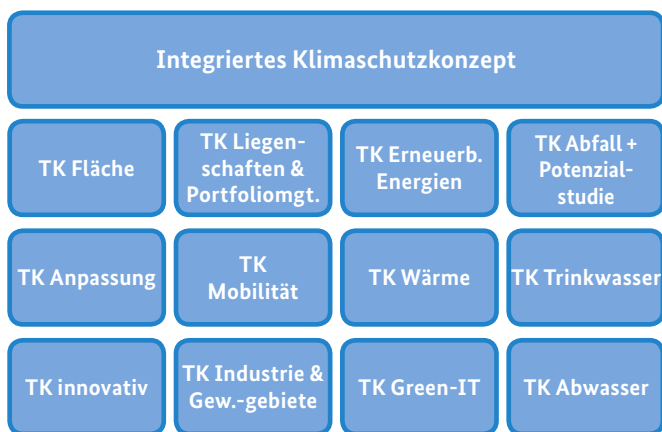 Integriertes Klimaschutzkonzept
TK Fläche
TK Liegen-
schaften &
Portfoliomgt.
TK Erneuerb.
Energien
TK Abfall +
Potenzial-
studie
TK Anpassung
TK
Mobilität
TK Wärme
TK Trinkwasser
TK innovativ
TK Industrie &
Gew.-gebiete
TK Green-IT
TK Abwasser